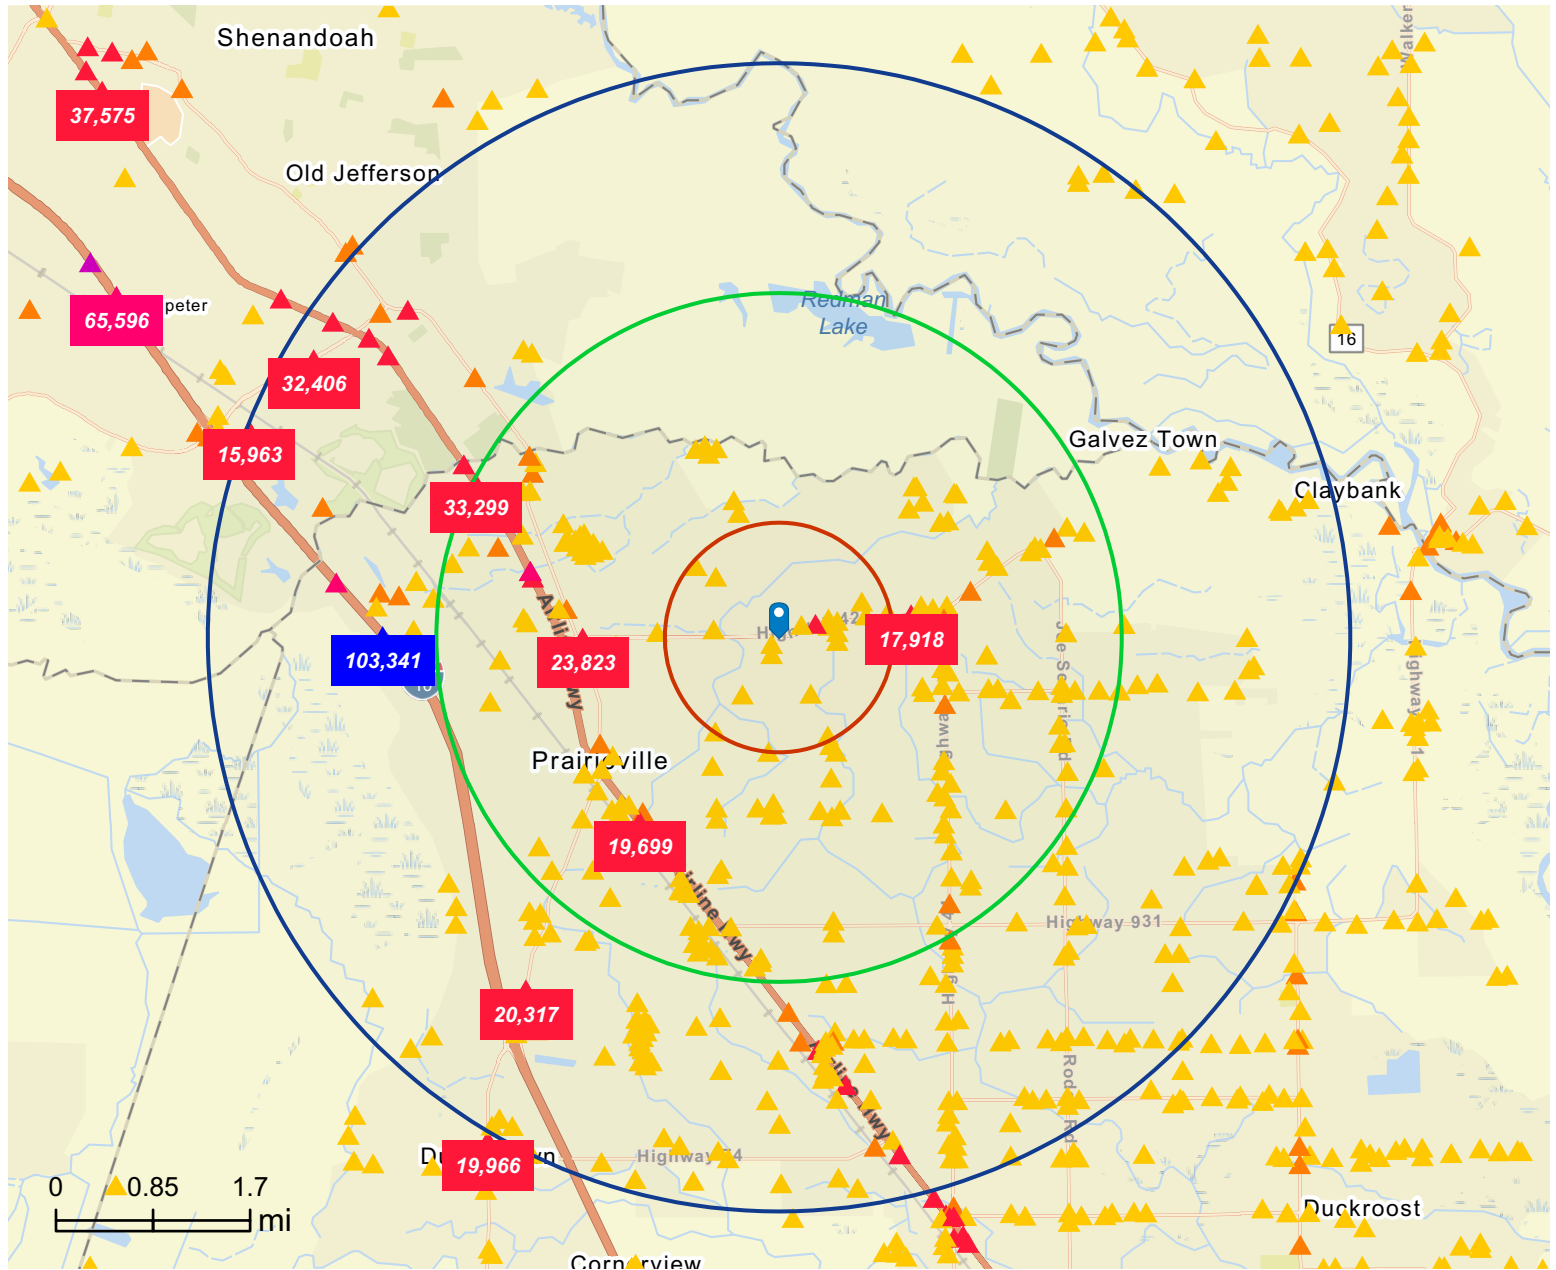 Shenandoah
37,575
Old Jefferson
65,596
peter
Redman
Lake
16
32,406
15,963
Galvez Town
Claybank
33,299
103,341
23,823
17,918
Prairieville
19,699
Highway 931
20,317
Highway 74
19,966
0 0.85 1.7
mi
Duckroost
Cornerview